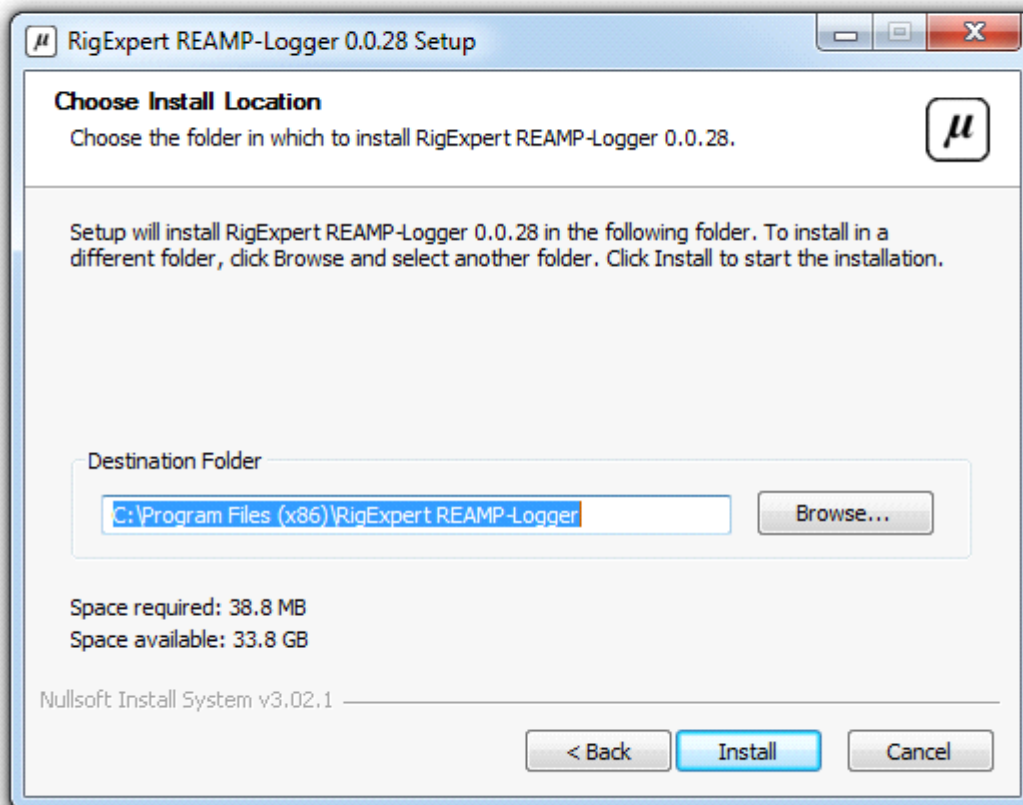 μ RigExpert REAMP-Logger 0.0.28 Setup
Choose Install Location
Choose the folder in which to install RigExpert REAMP-Logger 0.0.28.
μ
Setup will install RigExpert REAMP-Logger 0.0.28 in the following folder. To install in a
different folder, click Browse and select another folder. Click Install to start the installation.
Destination Folder
C:\Program Files (x86)\RigExpert REAMP-Logger
Browse...
Space required: 38.8 MB
Space available: 33.8 GB
Nullsoft Install System v3.02.1
< Back
Install
Cancel